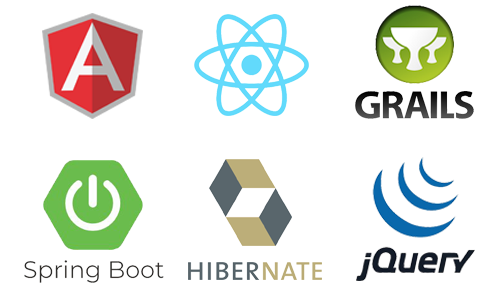 A
GRAILS
Spring Boot
HIBERNATE
jQuery